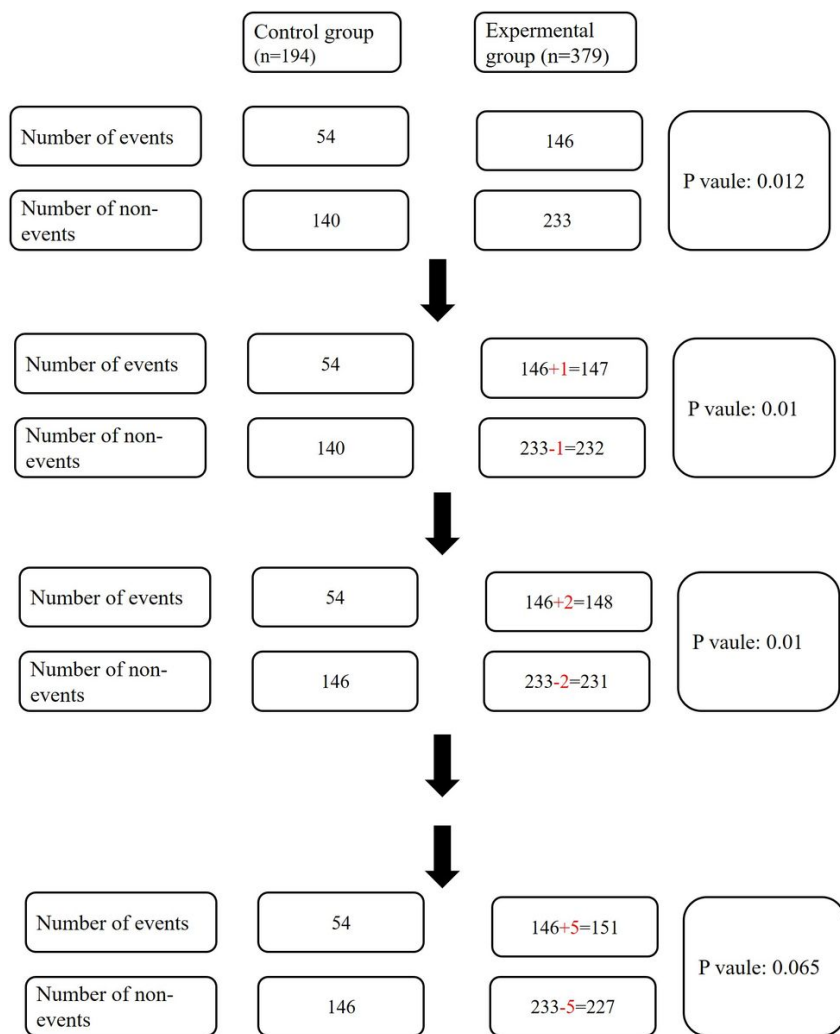 Control group
(n=194)
Expermental
group (n=379)
Number of events
54
146
P vaule: 0.012
Number of non-
events
140
233
Number of events
54
146+1=147
P vaule: 0.01
Number of non-
events
140
233-1=232
Number of events
54
146+2=148
P vaule: 0.01
Number of non-
events
146
233-2=231
Number of events
54
146+5=151
P vaule: 0.065
Number of non-
events
146
233-5=227